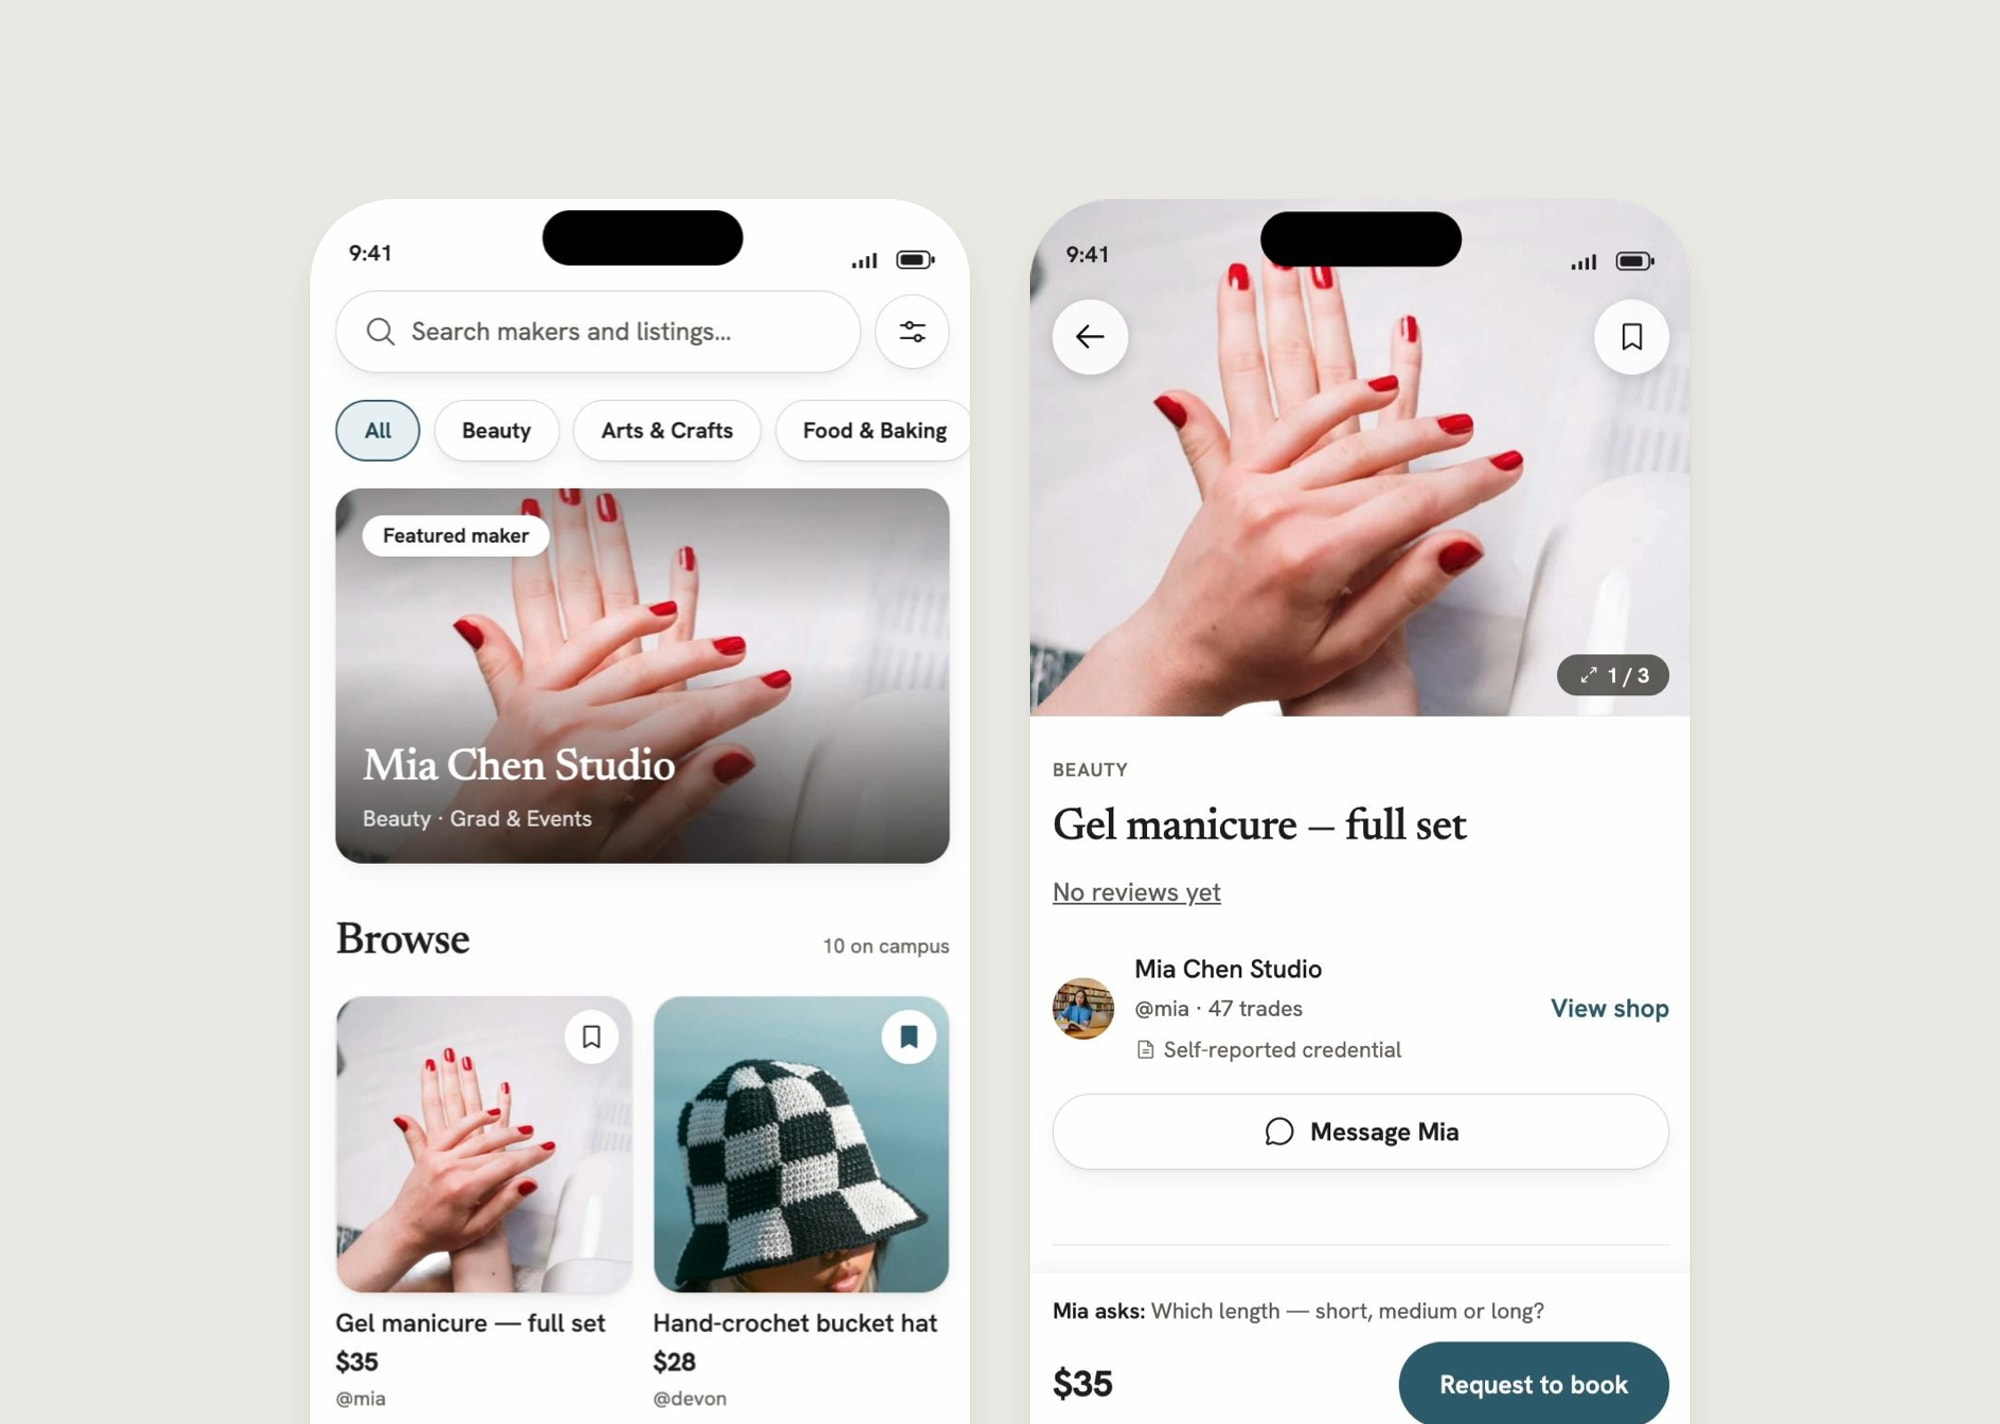 9:41
Search makers and listings...
All
Beauty
Arts & Crafts
Food & Baking
Featured maker
Mia Chen Studio
Beauty · Grad & Events
Browse
10 on campus
Gel manicure — full set
$35
@mia
Hand-crochet bucket hat
$28
@devon
9:41
1 / 3
BEAUTY
Gel manicure — full set
No reviews yet
Mia Chen Studio
@mia · 47 trades
View shop
Self-reported credential
Message Mia
Mia asks: Which length — short, medium or long?
$35
Request to book